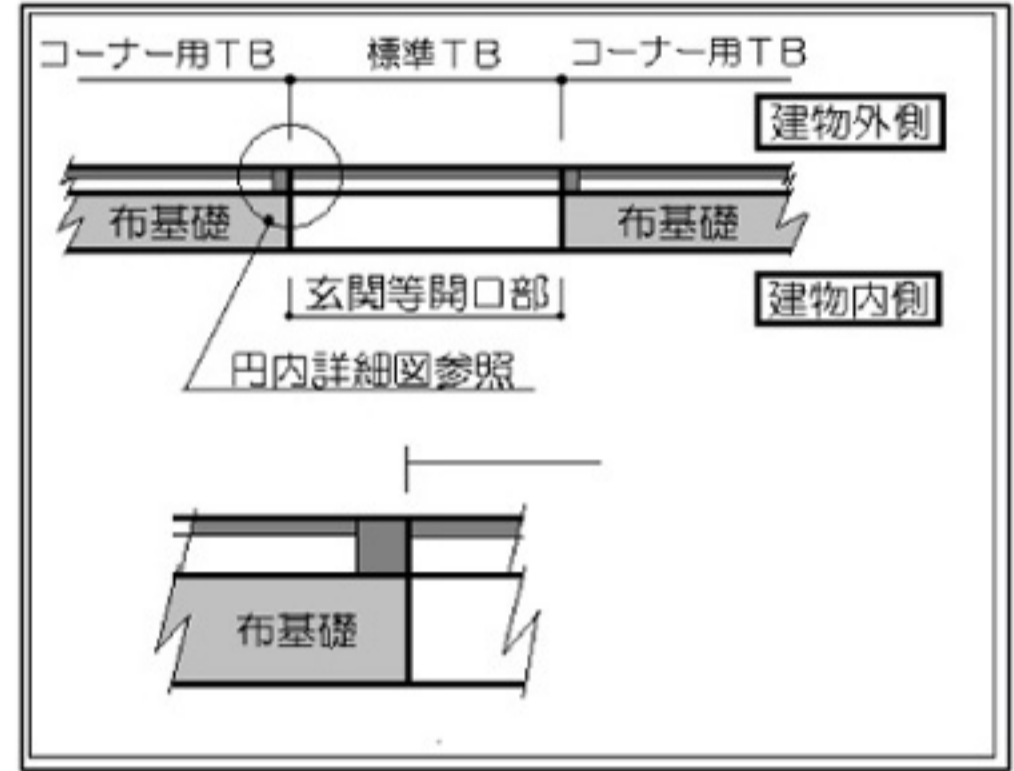 コーナー用TB 標準TB コーナー用TB
建物外側
布基礎 布基礎
玄関等開口部
建物内側
円内詳細図参照
布基礎